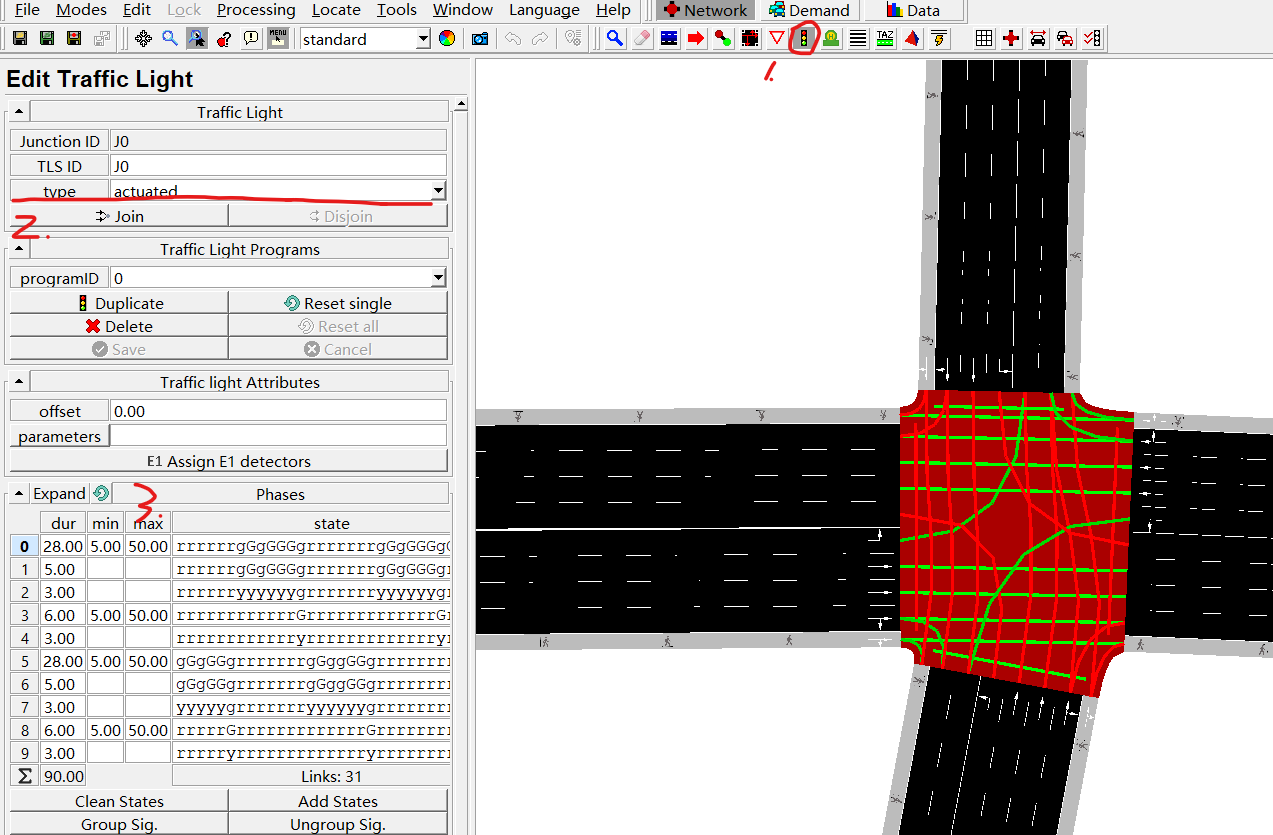 File Modes Edit Lock Processing Locate Tools Window Language Help Network Demand Data
MENU standard TAZ
1.
Edit Traffic Light
Traffic Light
Junction ID J0
TLS ID J0
type actuated
Join Disjoin
2.
Traffic Light Programs
programID 0
Duplicate Reset single
Delete Reset all
Save Cancel
Traffic light Attributes
offset 0.00
parameters
E1 Assign E1 detectors
Expand Phases
3.
dur min max state
0 28.00 5.00 50.00 rrrrrrgGgGGGgrrrrrrrgGgGGGg
1 5.00 rrrrrrgGgGGGgrrrrrrrgGgGGGg
2 3.00 rrrrrryyyyyygrrrrrrryyyyyyg
3 6.00 5.00 50.00 rrrrrrrrrrrrGrrrrrrrrrrrrrG
4 3.00 rrrrrrrrrrrryrrrrrrrrrrrrry
5 28.00 5.00 50.00 gGgGGgrrrrrrrgGggGGgrrrrrrr
6 5.00 gGgGGgrrrrrrrgGggGGgrrrrrrr
7 3.00 yyyyygrrrrrrryyyyyygrrrrrrr
8 6.00 5.00 50.00 rrrrrGrrrrrrrrrrrrrGrrrrrrr
9 3.00 rrrrryrrrrrrrrrrrrryrrrrrrr
Σ 90.00 Links: 31
Clean States Add States
Group Sig. Ungroup Sig.